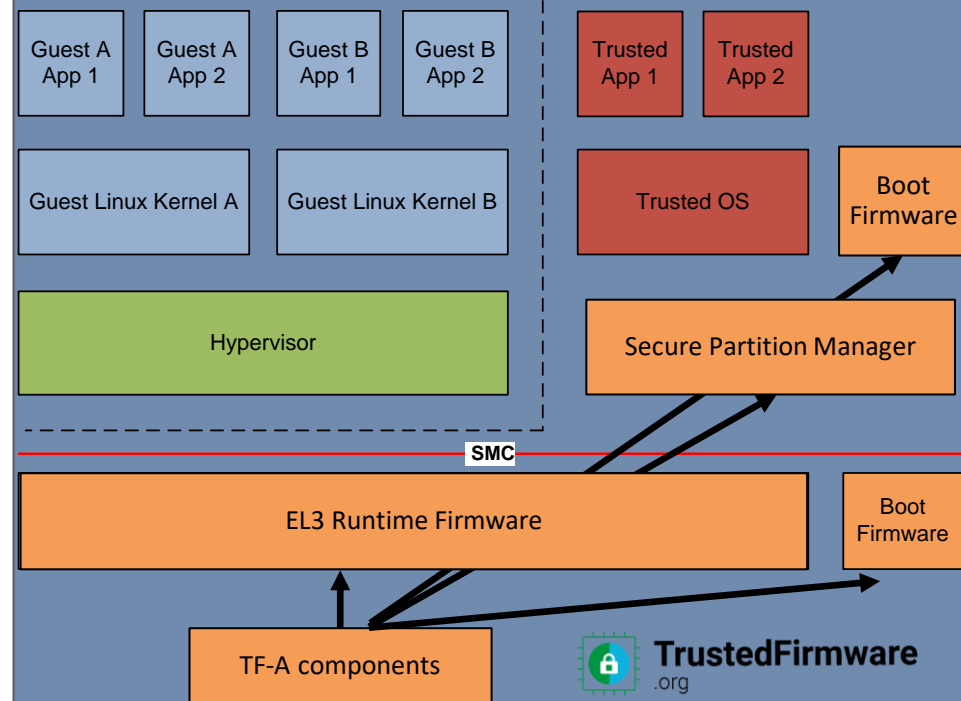 Guest A
App 1
Guest A
App 2
Guest B
App 1
Guest B
App 2
Trusted
App 1
Trusted
App 2
Guest Linux Kernel A
Guest Linux Kernel B
Trusted OS
Boot
Firmware
Hypervisor
Secure Partition Manager
SMC
EL3 Runtime Firmware
Boot
Firmware
TF-A components
TrustedFirmware
.org